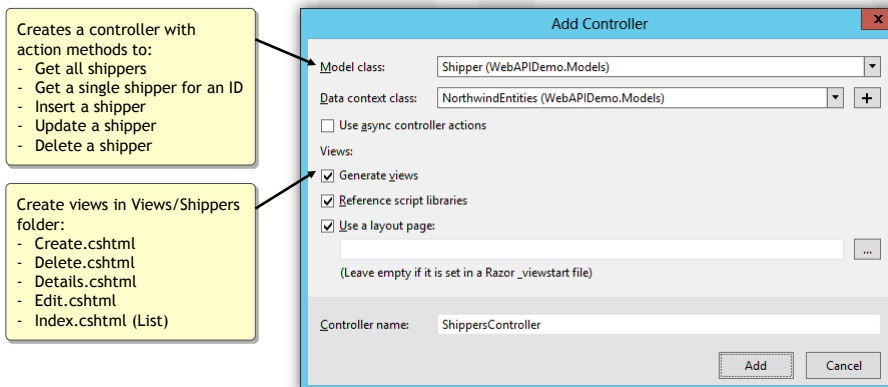 Creates a controller with
action methods to:
- Get all shippers
- Get a single shipper for an ID
- Insert a shipper
- Update a shipper
- Delete a shipper
Create views in Views/Shippers
folder:
- Create.cshtml
- Delete.cshtml
- Details.cshtml
- Edit.cshtml
- Index.cshtml (List)
Add Controller
x
Model class: Shipper (WebAPIDemo.Models)
Data context class: NorthwindEntities (WebAPIDemo.Models) +
Use async controller actions
Views:
Generate views
Reference script libraries
Use a layout page:
...
(Leave empty if it is set in a Razor _viewstart file)
Controller name: ShippersController
Add Cancel